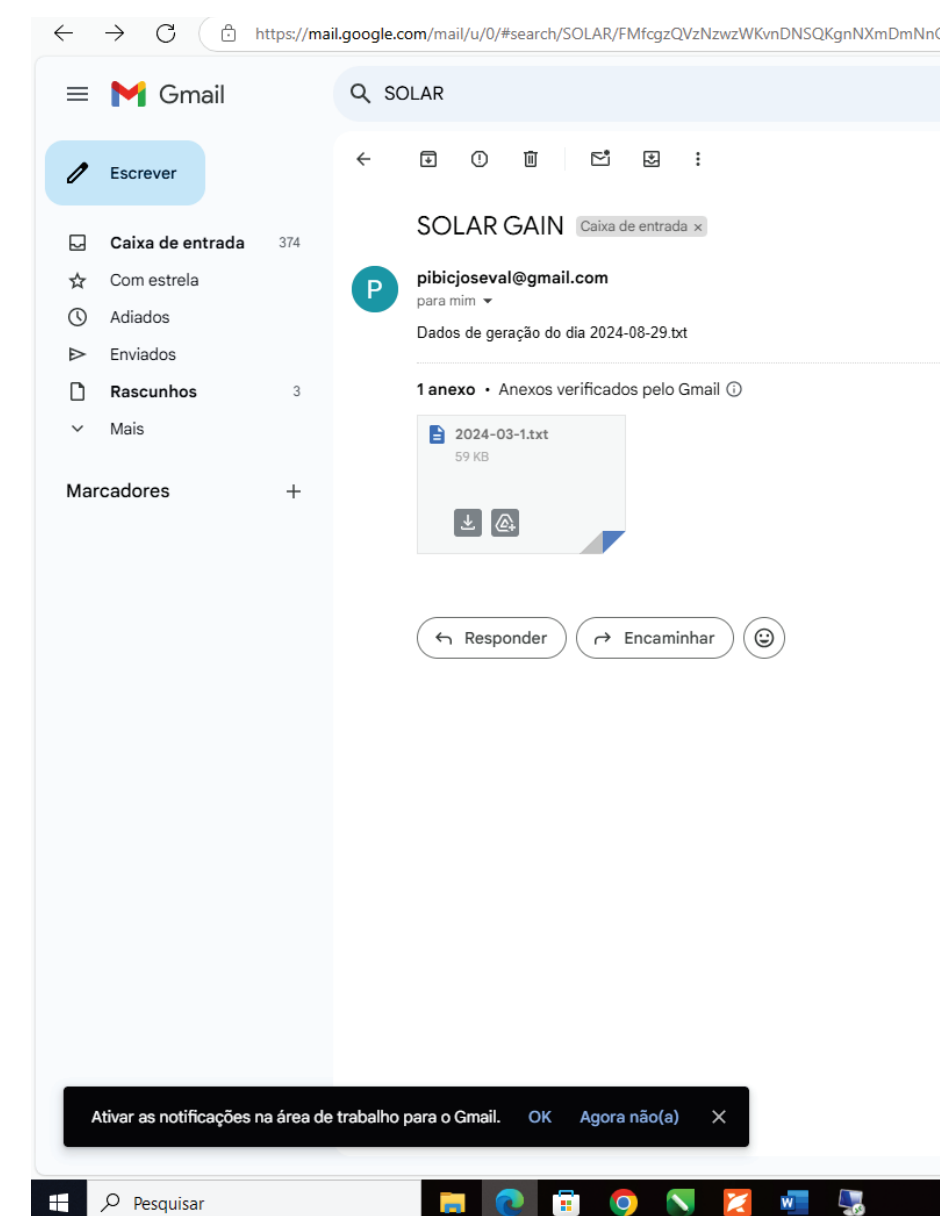 https://mail.google.com/mail/u/0/#search/SOLAR/FMfcgzQVzNzwzWKvnDNSQKgnNXmDmNn
Gmail
SOLAR
Escrever
Caixa de entrada 374
Com estrela
Adiados
Enviados
Rascunhos 3
Mais
Marcadores +
SOLAR GAIN Caixa de entrada ×
P
pibicjoseval@gmail.com
para mim
Dados de geração do dia 2024-08-29.txt
1 anexo • Anexos verificados pelo Gmail
2024-03-1.txt
59 KB
Responder
Encaminhar
Ativar as notificações na área de trabalho para o Gmail. OK Agora não(a) ×
Pesquisar